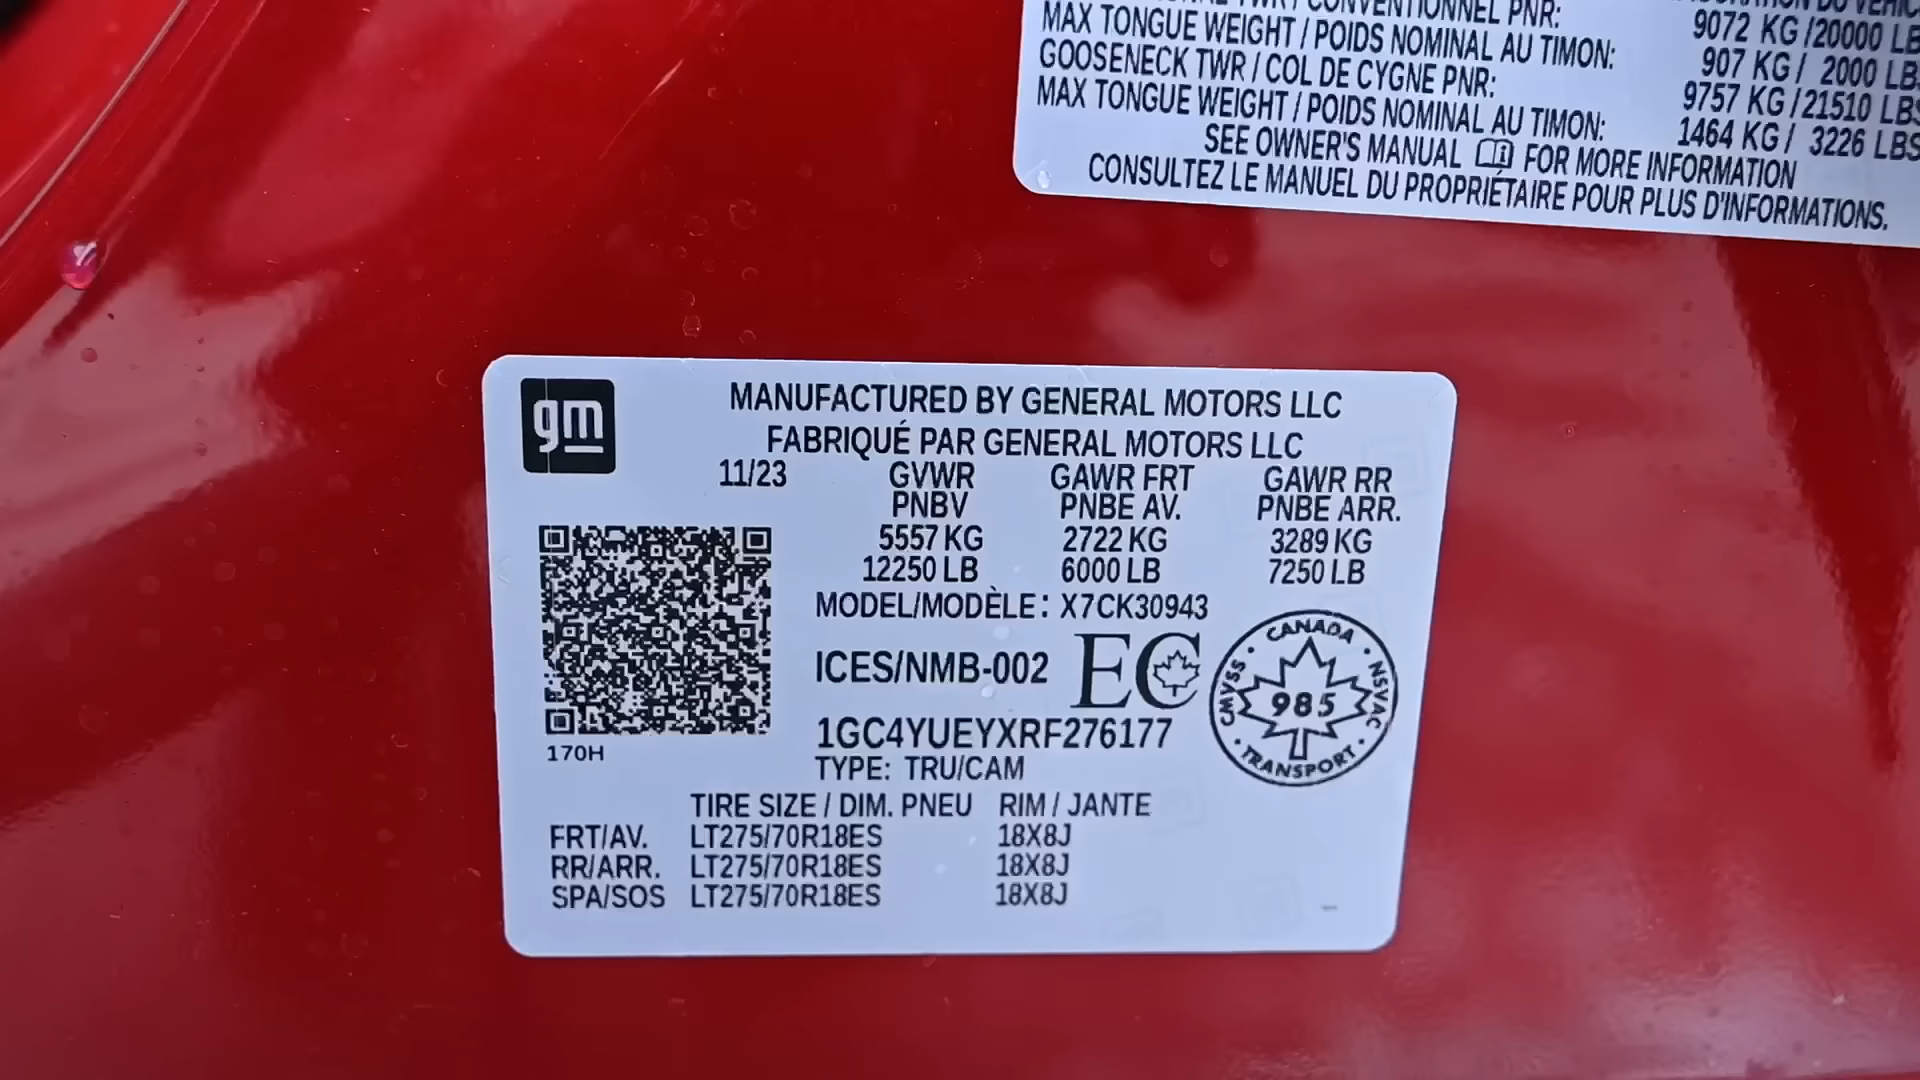 CONVENTIONNEL PNR: 9072 KG /20000 LB
MAX TONGUE WEIGHT / POIDS NOMINAL AU TIMON: 907 KG / 2000 LB
GOOSENECK TWR / COL DE CYGNE PNR: 9757 KG /21510 LBS
MAX TONGUE WEIGHT / POIDS NOMINAL AU TIMON: 1464 KG / 3226 LBS
SEE OWNER'S MANUAL FOR MORE INFORMATION
CONSULTEZ LE MANUEL DU PROPRIÉTAIRE POUR PLUS D'INFORMATIONS.
gm
MANUFACTURED BY GENERAL MOTORS LLC
FABRIQUÉ PAR GENERAL MOTORS LLC
11/23 GVWR GAWR FRT GAWR RR
PNBV PNBE AV. PNBE ARR.
5557 KG 2722 KG 3289 KG
12250 LB 6000 LB 7250 LB
MODEL/MODÈLE: X7CK30943
ICES/NMB-002 EC
CANADA
CMVSS 985 NSVAC
TRANSPORT
1GC4YUEYXRF276177
170H
TYPE: TRU/CAM
TIRE SIZE / DIM. PNEU RIM / JANTE
FRT/AV. LT275/70R18ES 18X8J
RR/ARR. LT275/70R18ES 18X8J
SPA/SOS LT275/70R18ES 18X8J